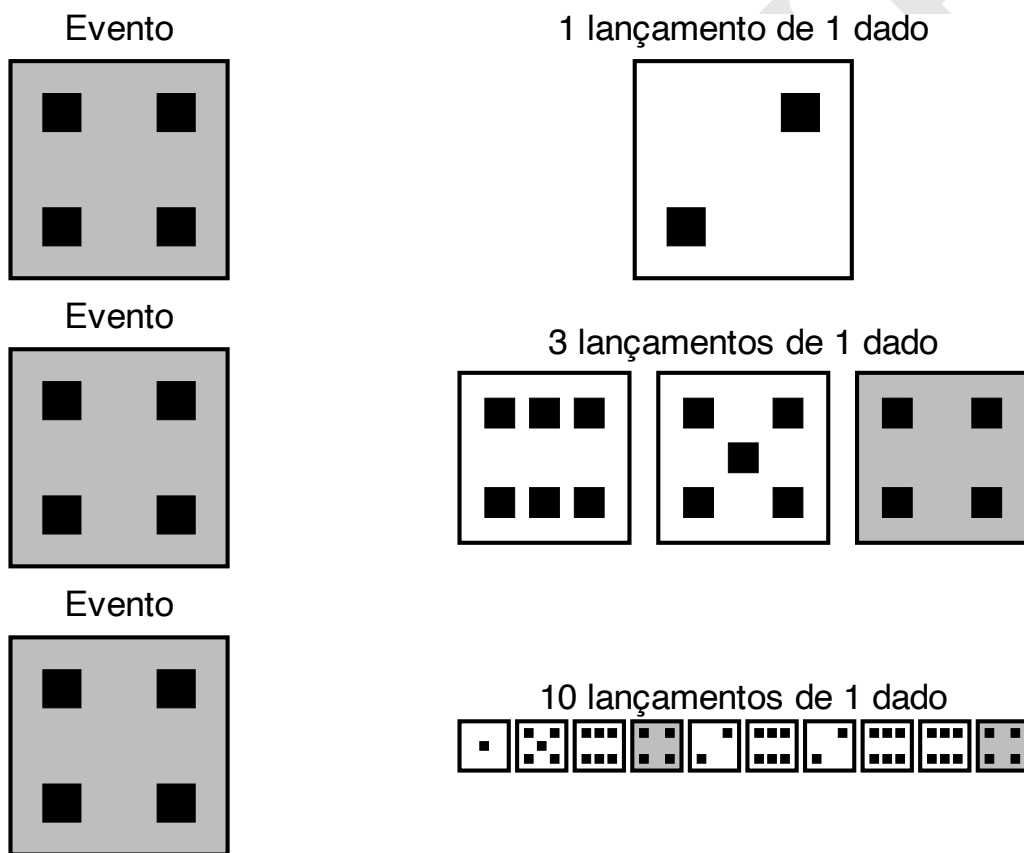 Evento
1 lançamento de 1 dado
Evento
3 lançamentos de 1 dado
Evento
10 lançamentos de 1 dado